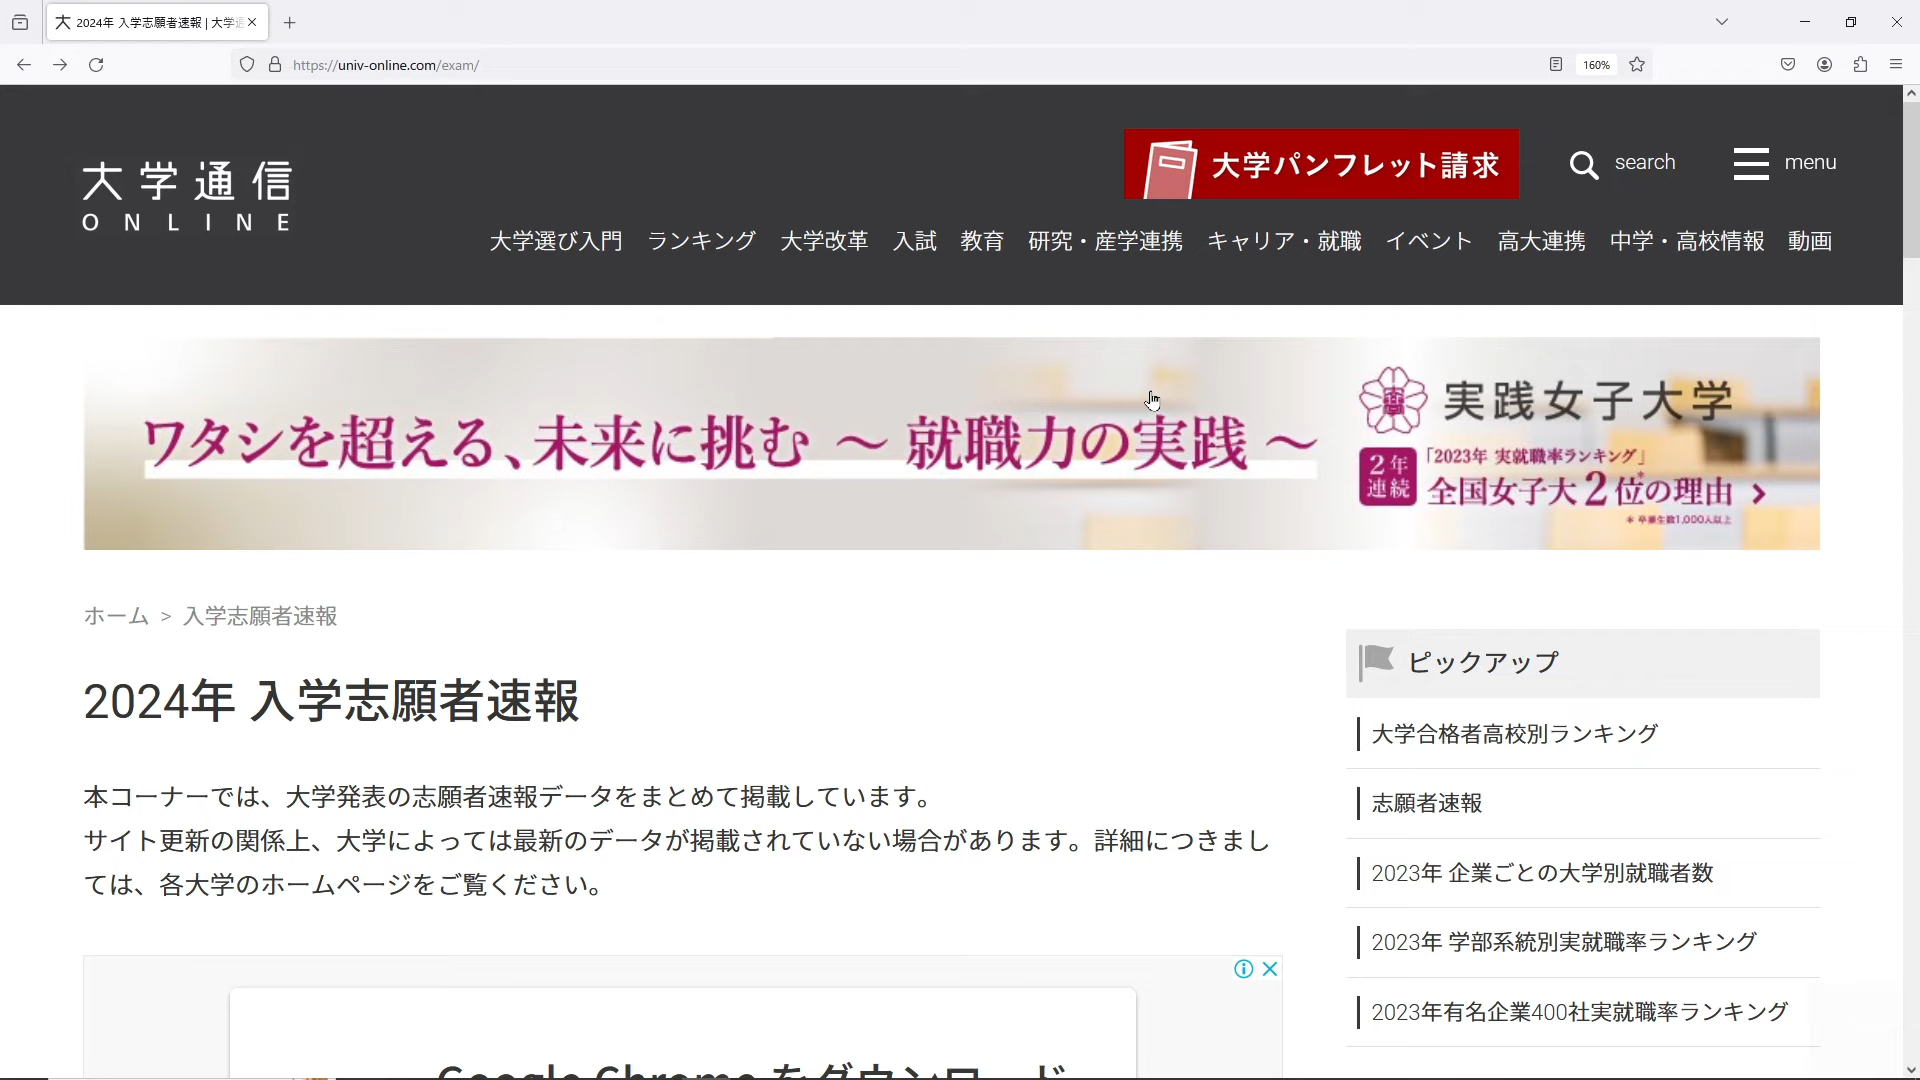 2024年 入学志願者速報 | 大学通
https://univ-online.com/exam/
160%
大学通信
ONLINE
大学パンフレット請求
search
menu
大学選び入門 ランキング 大学改革 入試 教育 研究・産学連携 キャリア・就職 イベント 高大連携 中学・高校情報 動画
ワタシを超える、未来に挑む ～ 就職力の実践 ～
実践女子大学
2年連続
「2023年 実就職率ランキング」
全国女子大2位*の理由
＊卒業生数1,000人以上
ホーム > 入学志願者速報
2024年 入学志願者速報
本コーナーでは、大学発表の志願者速報データをまとめて掲載しています。
サイト更新の関係上、大学によっては最新のデータが掲載されていない場合があります。詳細につきまし
ては、各大学のホームページをご覧ください。
Google Chrome をダウンロード
ピックアップ
大学合格者高校別ランキング
志願者速報
2023年 企業ごとの大学別就職者数
2023年 学部系統別実就職率ランキング
2023年有名企業400社実就職率ランキング